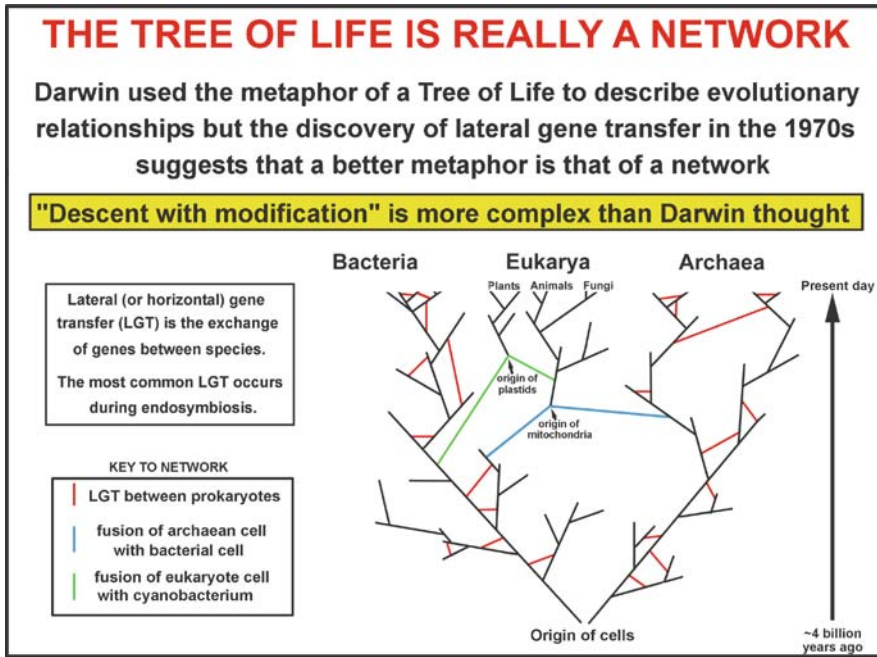 THE TREE OF LIFE IS REALLY A NETWORK
Darwin used the metaphor of a Tree of Life to describe evolutionary
relationships but the discovery of lateral gene transfer in the 1970s
suggests that a better metaphor is that of a network
"Descent with modification" is more complex than Darwin thought
Bacteria
Eukarya
Archaea
Plants
Animals
Fungi
Present day
Lateral (or horizontal) gene
transfer (LGT) is the exchange
of genes between species.
The most common LGT occurs
during endosymbiosis.
origin of
plastids
origin of
mitochondria
KEY TO NETWORK
LGT between prokaryotes
fusion of archaean cell
with bacterial cell
fusion of eukaryote cell
with cyanobacterium
Origin of cells
~4 billion
years ago